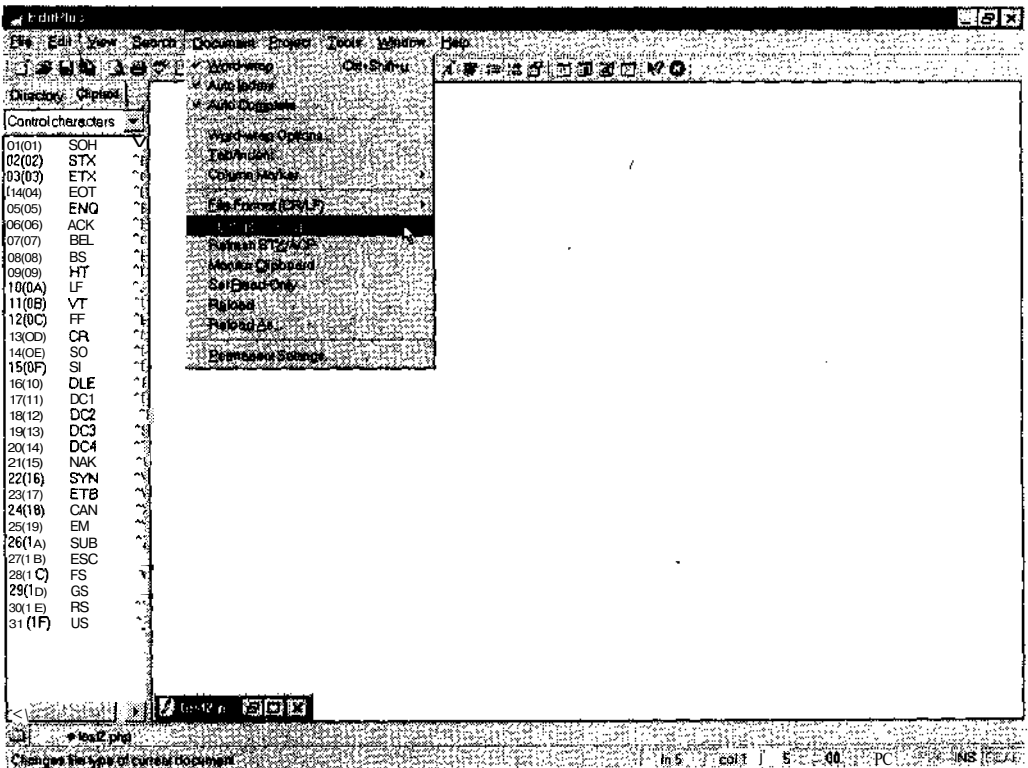 EditPlus
File Edit View Search Document Project Tools Window Help
Word-wrap Ctrl+Shift+
Auto Indent
Auto Complete
Word-wrap Options...
Tab/Indent
Column Marker
File Format (CR/LF)
Refresh
Monitor Clipboard
Set Read-Only
Reload
Reload As...
Permanent Settings
Directory Cliptext
Control characters
01(01) SOH
02(02) STX
03(03) ETX
14(04) EOT
05(05) ENQ
06(06) ACK
07(07) BEL
08(08) BS
09(09) HT
10(0A) LF
11(0B) VT
12(0C) FF
13(OD) CR
14(OE) SO
15(0F) SI
16(10) DLE
17(11) DC1
18(12) DC2
19(13) DC3
20(14) DC4
21(15) NAK
22(16) SYN
23(17) ETB
24(18) CAN
25(19) EM
26(1A) SUB
27(1B) ESC
28(1C) FS
29(1D) GS
30(1E) RS
31(1F) US
test2.p
test2.php
Changes the type of current document
ln 5 col 1 5 00 PC INS